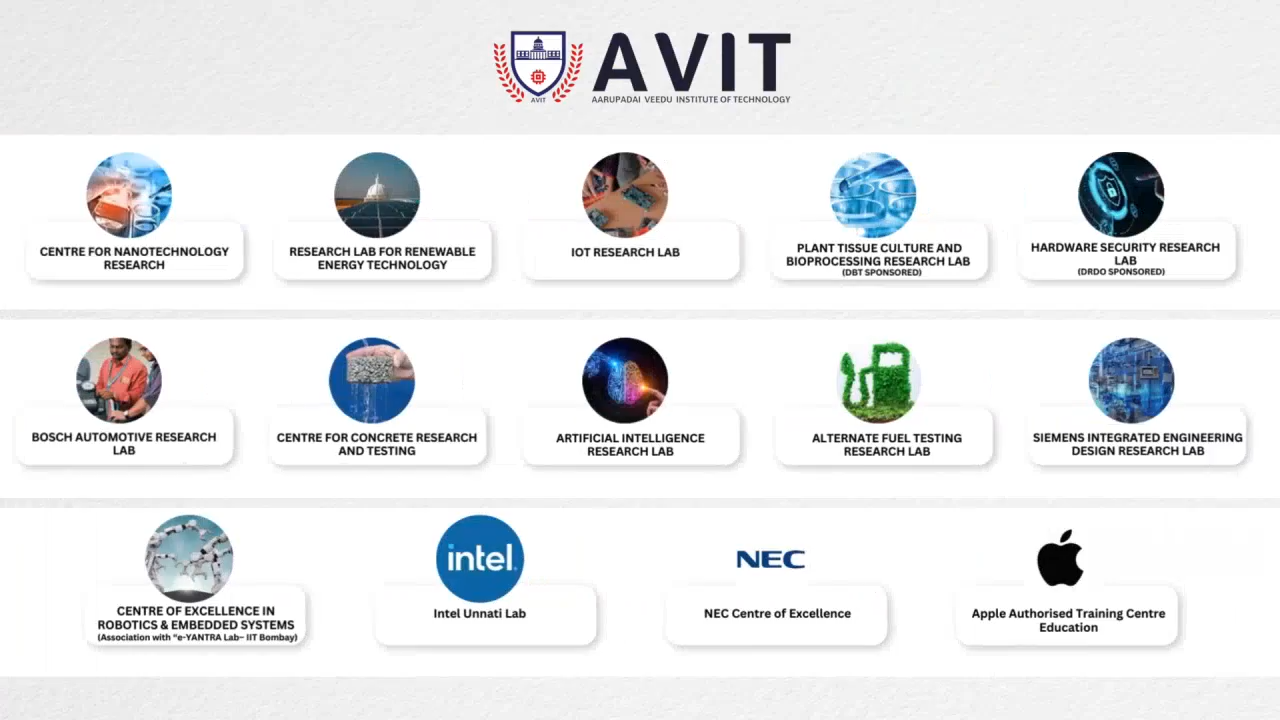 AVIT
AVIT
AARUPADAI VEEDU INSTITUTE OF TECHNOLOGY
CENTRE FOR NANOTECHNOLOGY
RESEARCH
RESEARCH LAB FOR RENEWABLE
ENERGY TECHNOLOGY
IOT RESEARCH LAB
PLANT TISSUE CULTURE AND
BIOPROCESSING RESEARCH LAB
(DBT SPONSORED)
HARDWARE SECURITY RESEARCH
LAB
(DRDO SPONSORED)
BOSCH AUTOMOTIVE RESEARCH
LAB
CENTRE FOR CONCRETE RESEARCH
AND TESTING
ARTIFICIAL INTELLIGENCE
RESEARCH LAB
ALTERNATE FUEL TESTING
RESEARCH LAB
SIEMENS INTEGRATED ENGINEERING
DESIGN RESEARCH LAB
CENTRE OF EXCELLENCE IN
ROBOTICS & EMBEDDED SYSTEMS
(Association with “e-YANTRA Lab– IIT Bombay)
intel.
Intel Unnati Lab
NEC
NEC Centre of Excellence
Apple Authorised Training Centre
Education